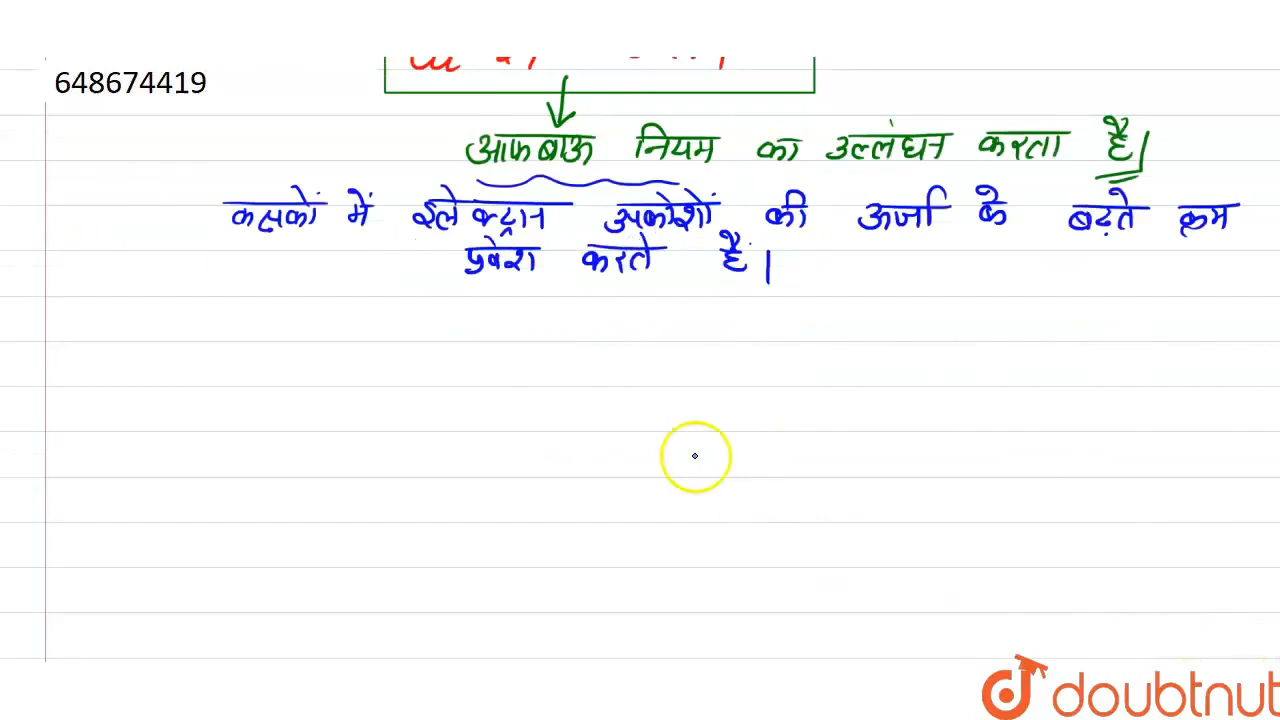 648674419
आफबाऊ नियम का उल्लंघन करता है।
कक्षकों में इलेक्ट्रान उपकोशों की ऊर्जा के बढ़ते क्रम
प्रवेश करते है।
doubtnut